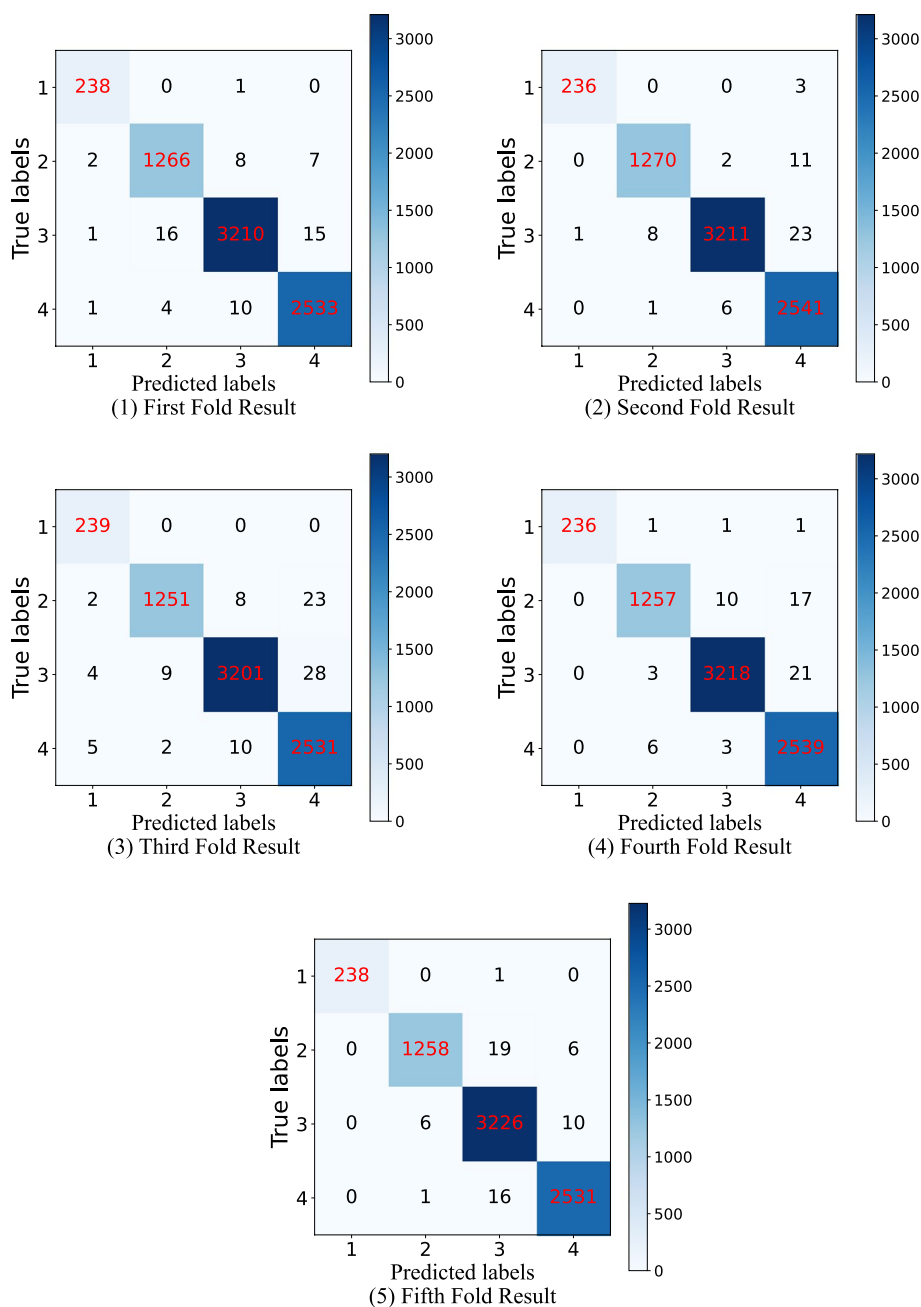 3000
2500
2000
1500
1000
500
0
True labels
1 238 0 1 0
2 2 1266 8 7
3 1 16 3210 15
4 1 4 10 2533
1 2 3 4
Predicted labels
(1) First Fold Result
3000
2500
2000
1500
1000
500
0
True labels
1 236 0 0 3
2 0 1270 2 11
3 1 8 3211 23
4 0 1 6 2541
1 2 3 4
Predicted labels
(2) Second Fold Result
3000
2500
2000
1500
1000
500
0
True labels
1 239 0 0 0
2 2 1251 8 23
3 4 9 3201 28
4 5 2 10 2531
1 2 3 4
Predicted labels
(3) Third Fold Result
3000
2500
2000
1500
1000
500
0
True labels
1 236 1 1 1
2 0 1257 10 17
3 0 3 3218 21
4 0 6 3 2539
1 2 3 4
Predicted labels
(4) Fourth Fold Result
3000
2500
2000
1500
1000
500
0
True labels
1 238 0 1 0
2 0 1258 19 6
3 0 6 3226 10
4 0 1 16 2531
1 2 3 4
Predicted labels
(5) Fifth Fold Result